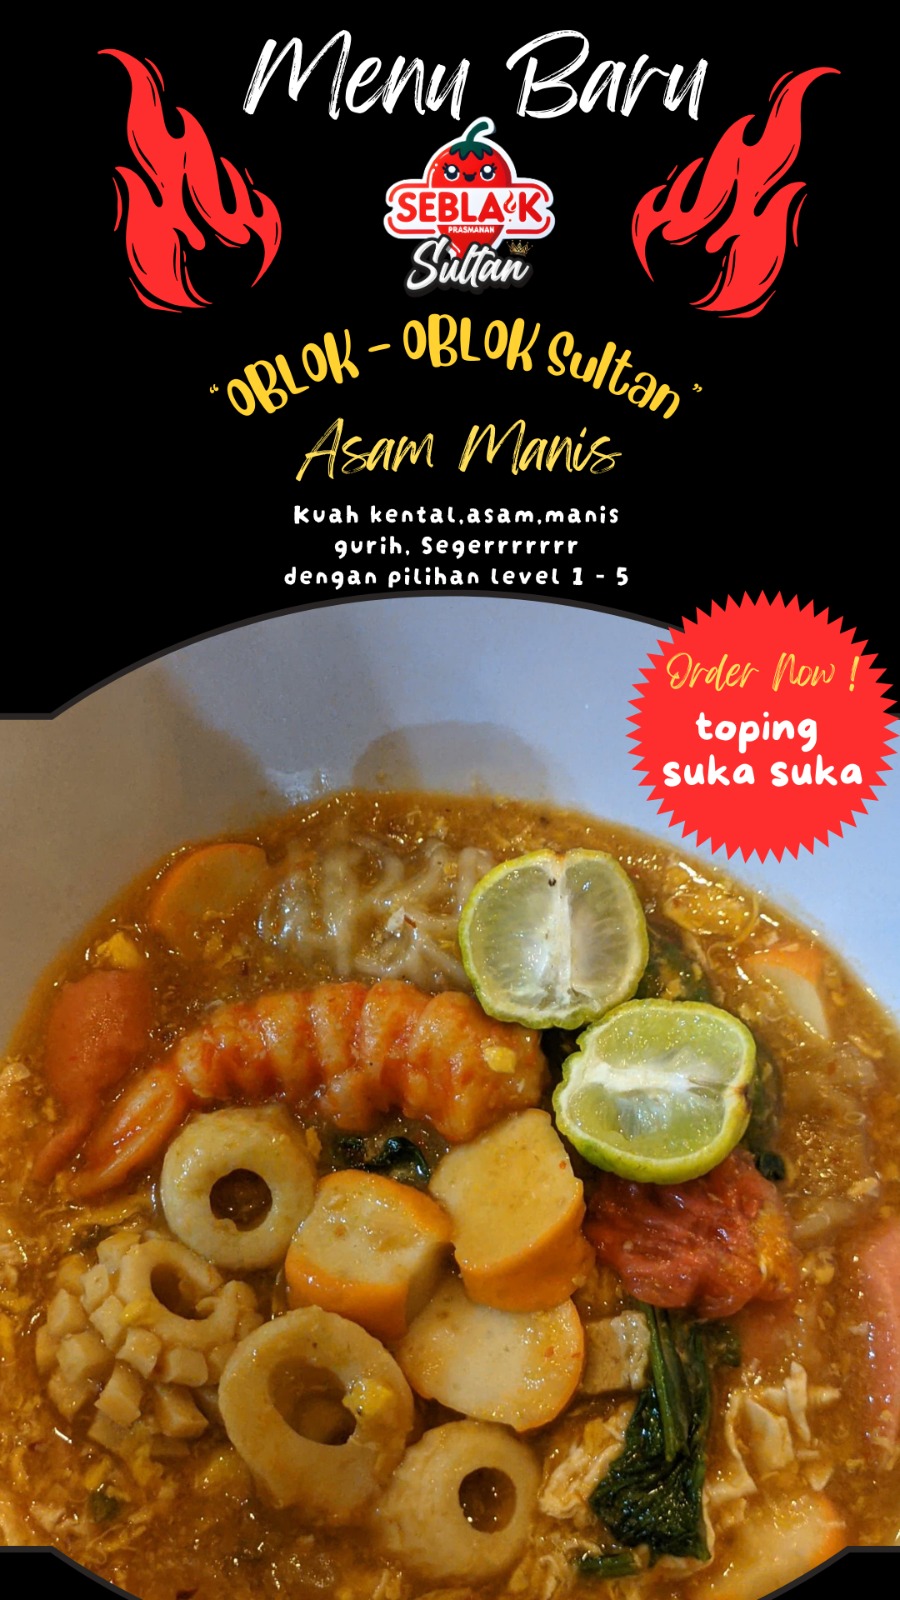 Menu Baru
SEBLAK
PRASMANAN
Sultan
"OBLOK - OBLOK Sultan"
Asam Manis
Kuah kental,asam,manis
gurih, Segerrrrrrr
dengan pilihan level 1 - 5
Order Now !
toping
suka suka